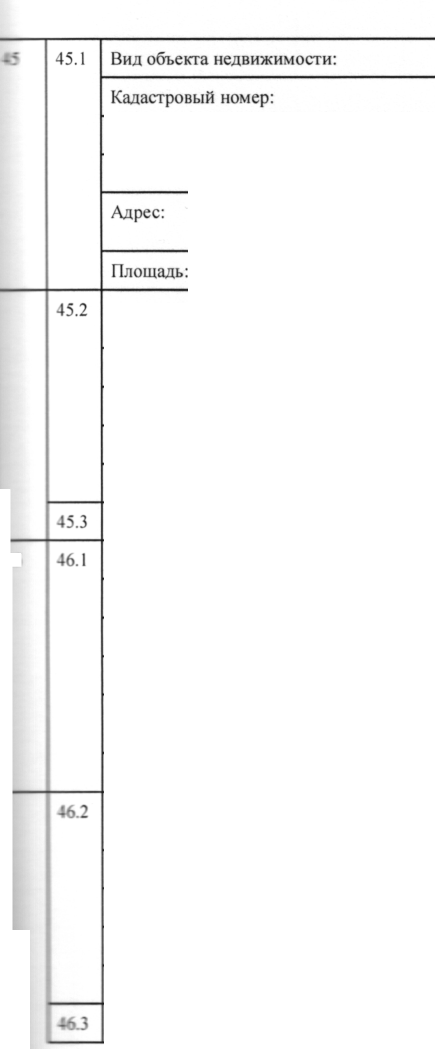 45 45.1 Вид объекта недвижимости:
Кадастровый номер:
Адрес:
Площадь:
45.2
45.3
46.1
46.2
46.3